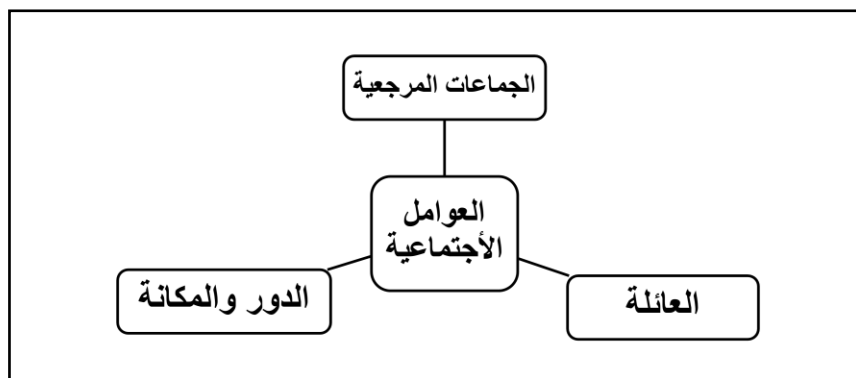 الجماعات المرجعية
العوامل
الأجتماعية
الدور والمكانة
العائلة